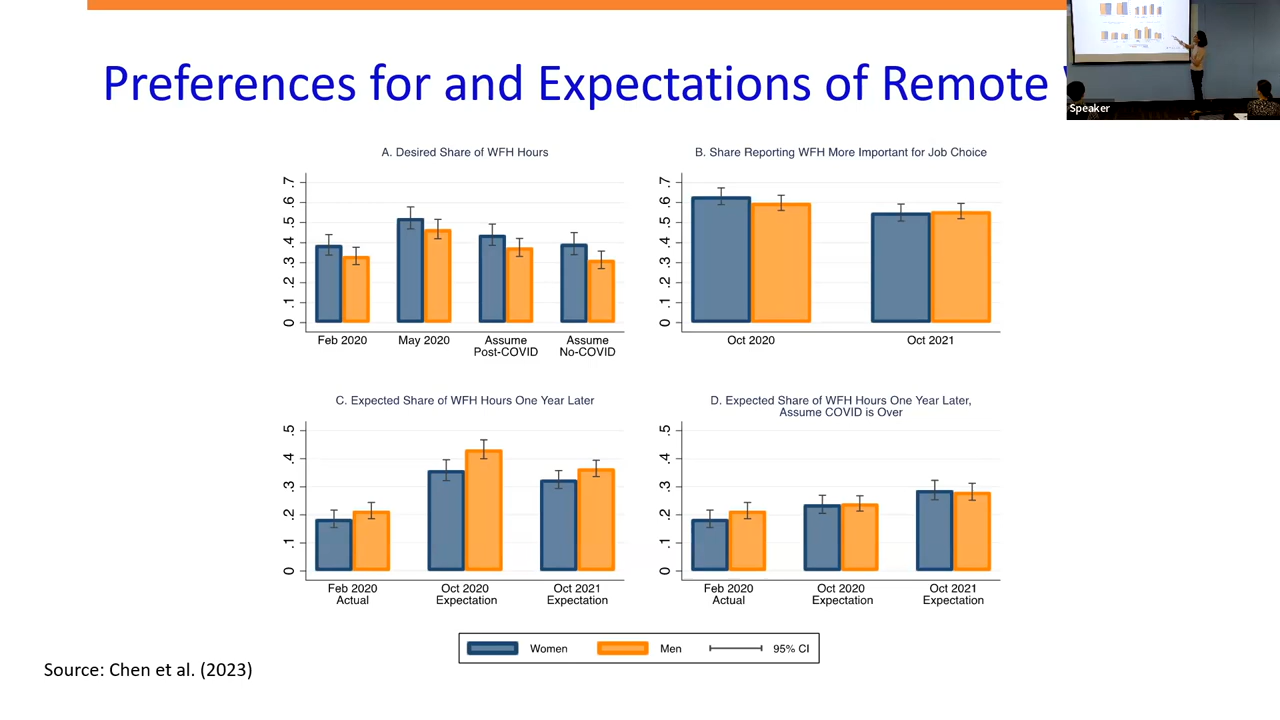 Preferences for and Expectations of Remote
Speaker
A. Desired Share of WFH Hours
.7
.6
.5
.4
.3
.2
.1
0
Feb 2020
May 2020
Assume
Post-COVID
Assume
No-COVID
B. Share Reporting WFH More Important for Job Choice
.7
.6
.5
.4
.3
.2
.1
0
Oct 2020
Oct 2021
C. Expected Share of WFH Hours One Year Later
.5
.4
.3
.2
.1
0
Feb 2020
Actual
Oct 2020
Expectation
Oct 2021
Expectation
D. Expected Share of WFH Hours One Year Later,
Assume COVID is Over
.5
.4
.3
.2
.1
0
Feb 2020
Actual
Oct 2020
Expectation
Oct 2021
Expectation
Women
Men
95% CI
Source: Chen et al. (2023)